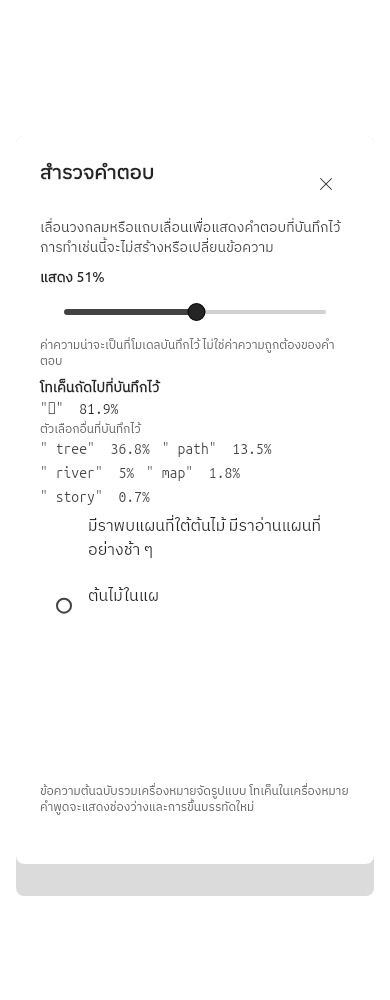 สำรวจคำตอบ
เลื่อนวงกลมหรือแถบเลื่อนเพื่อแสดงคำตอบที่บันทึกไว้
การทำเช่นนี้จะไม่สร้างหรือเปลี่ยนข้อความ
แสดง 51%
ค่าความน่าจะเป็นที่โมเดลบันทึกไว้ ไม่ใช่ค่าความถูกต้องของคำ
ตอบ
โทเค็นถัดไปที่บันทึกไว้
"▯" 81.9%
ตัวเลือกอื่นที่บันทึกไว้
" tree" 36.8% " path" 13.5%
" river" 5% " map" 1.8%
" story" 0.7%
มีราพบแผนที่ใต้ต้นไม้ มีราอ่านแผนที่
อย่างช้า ๆ
ต้นไม้ในแผ
ข้อความต้นฉบับรวมเครื่องหมายจัดรูปแบบ โทเค็นในเครื่องหมาย
คำพูดจะแสดงช่องว่างและการขึ้นบรรทัดใหม่